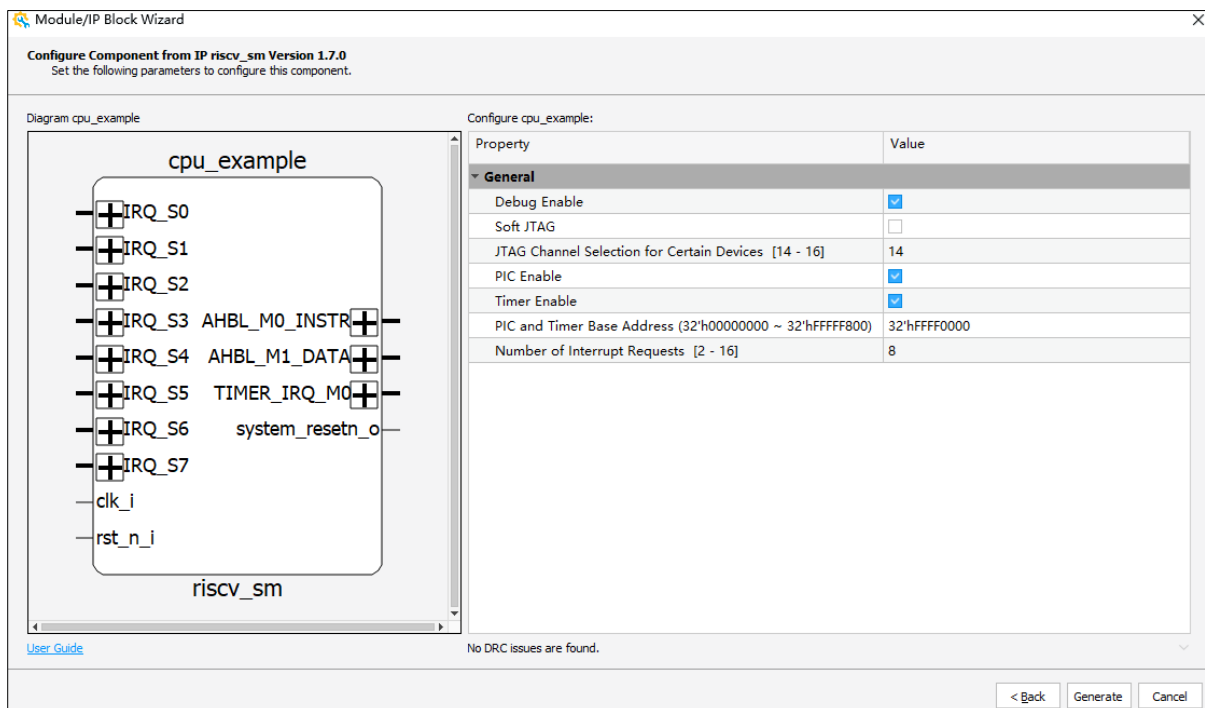 Module/IP Block Wizard
Configure Component from IP riscv_sm Version 1.7.0
Set the following parameters to configure this component.
Diagram cpu_example
cpu_example
IRQ_S0
IRQ_S1
IRQ_S2
IRQ_S3 AHBL_M0_INSTR
IRQ_S4 AHBL_M1_DATA
IRQ_S5 TIMER_IRQ_M0
IRQ_S6 system_resetn_o
IRQ_S7
clk_i
rst_n_i
riscv_sm
User Guide
Configure cpu_example:
Property Value
General
Debug Enable
Soft JTAG
JTAG Channel Selection for Certain Devices [14 - 16] 14
PIC Enable
Timer Enable
PIC and Timer Base Address (32'h00000000 ~ 32'hFFFFF800) 32'hFFFF0000
Number of Interrupt Requests [2 - 16] 8
No DRC issues are found.
< Back Generate Cancel